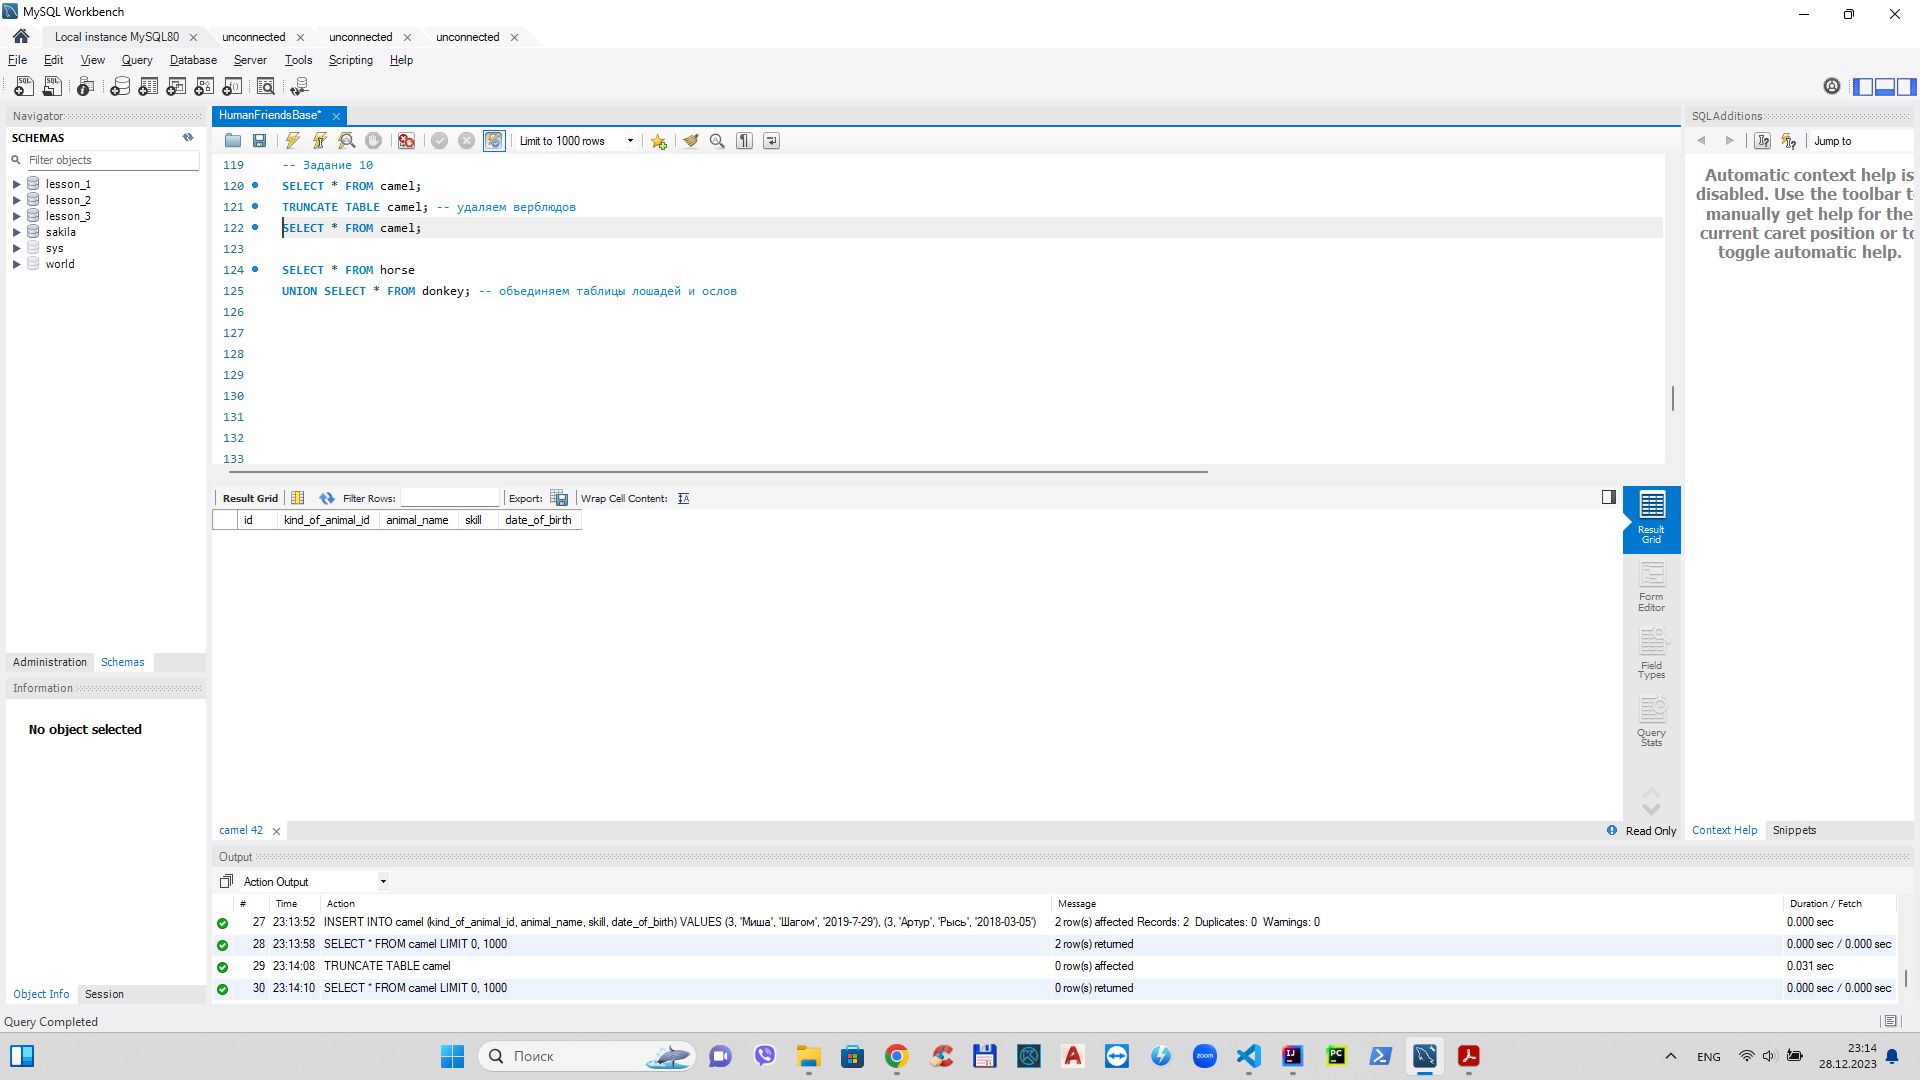 MySQL Workbench
Local instance MySQL80
unconnected
unconnected
unconnected
File Edit View Query Database Server Tools Scripting Help
Navigator
SCHEMAS
Filter objects
lesson_1
lesson_2
lesson_3
sakila
sys
world
Administration Schemas
Information
No object selected
Object Info Session
HumanFriendsBase*
Limit to 1000 rows
119 -- Задание 10
120 SELECT * FROM camel;
121 TRUNCATE TABLE camel; -- удаляем верблюдов
122 SELECT * FROM camel;
123
124 SELECT * FROM horse
125 UNION SELECT * FROM donkey; -- объединяем таблицы лошадей и ослов
126
127
128
129
130
131
132
133
Result Grid Filter Rows: Export: Wrap Cell Content:
id kind_of_animal_id animal_name skill date_of_birth
Result Grid
Form Editor
Field Types
Query Stats
camel 42
Read Only
SQLAdditions
Jump to
Automatic context help is
disabled. Use the toolbar t
manually get help for the
current caret position or to
toggle automatic help.
Context Help Snippets
Output
Action Output
# Time Action Message Duration / Fetch
27 23:13:52 INSERT INTO camel (kind_of_animal_id, animal_name, skill, date_of_birth) VALUES (3, 'Миша', 'Шагом', '2019-7-29'), (3, 'Артур', 'Рысь', '2018-03-05') 2 row(s) affected Records: 2 Duplicates: 0 Warnings: 0 0.000 sec
28 23:13:58 SELECT * FROM camel LIMIT 0, 1000 2 row(s) returned 0.000 sec / 0.000 sec
29 23:14:08 TRUNCATE TABLE camel 0 row(s) affected 0.031 sec
30 23:14:10 SELECT * FROM camel LIMIT 0, 1000 0 row(s) returned 0.000 sec / 0.000 sec
Query Completed
Поиск
zoom
ENG
23:14
28.12.2023